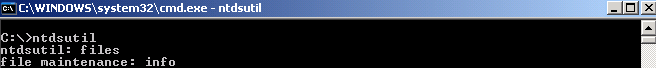 C:\WINDOWS\system32\cmd.exe - ntdsutil
C:\>ntdsutil
ntdsutil: files
file maintenance: info